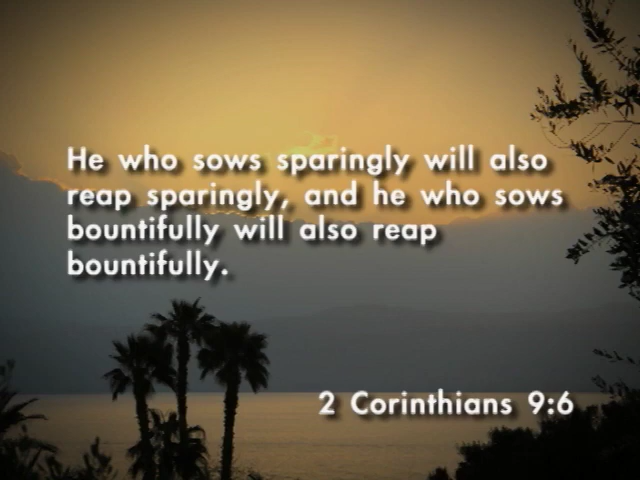 He who sows sparingly will also
reap sparingly, and he who sows
bountifully will also reap
bountifully.
2 Corinthians 9:6